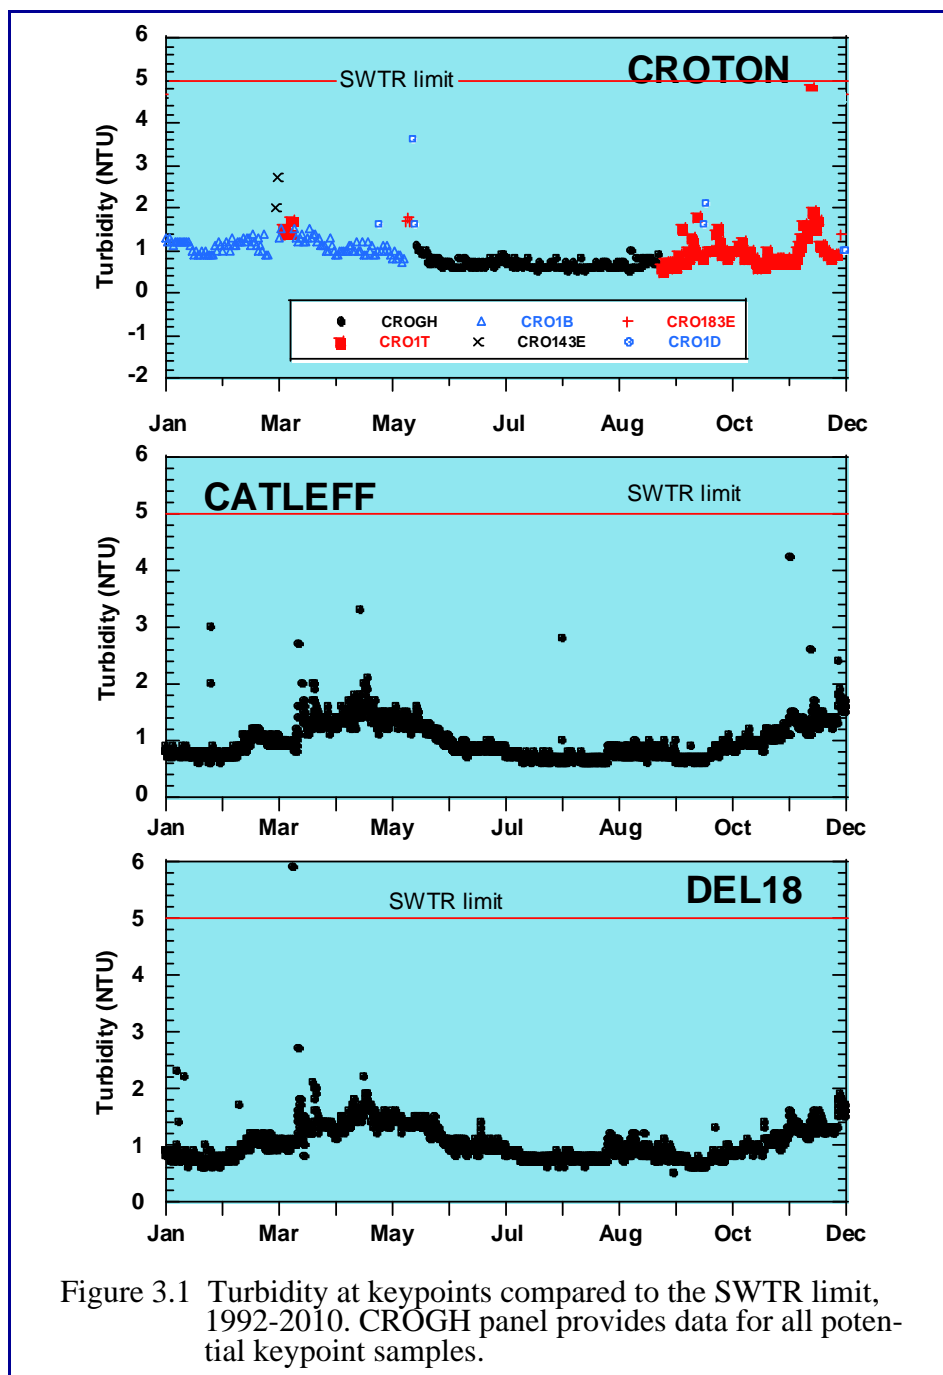 6
5
4
3
2
1
0
-1
-2
Turbidity (NTU)
SWTR limit
CROTON
CROGH CRO1B CRO183E
CRO1T CRO143E CRO1D
Jan Mar May Jul Aug Oct Dec
6
5
4
3
2
1
0
Turbidity (NTU)
CATLEFF
SWTR limit
Jan Mar May Jul Aug Oct Dec
6
5
4
3
2
1
0
Turbidity (NTU)
SWTR limit
DEL18
Jan Mar May Jul Aug Oct Dec
Figure 3.1 Turbidity at keypoints compared to the SWTR limit,
1992-2010. CROGH panel provides data for all poten-
tial keypoint samples.